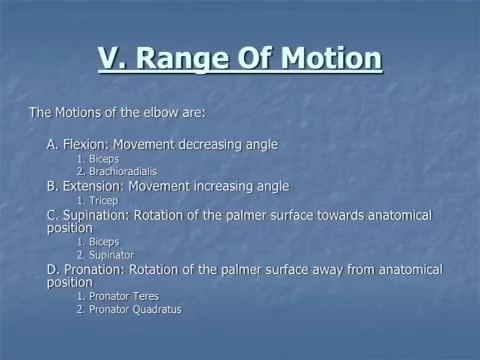 V. Range Of Motion
The Motions of the elbow are:
A. Flexion: Movement decreasing angle
1. Biceps
2. Brachioradialis
B. Extension: Movement increasing angle
1. Tricep
C. Supination: Rotation of the palmer surface towards anatomical
position
1. Biceps
2. Supinator
D. Pronation: Rotation of the palmer surface away from anatomical
position
1. Pronator Teres
2. Pronator Quadratus